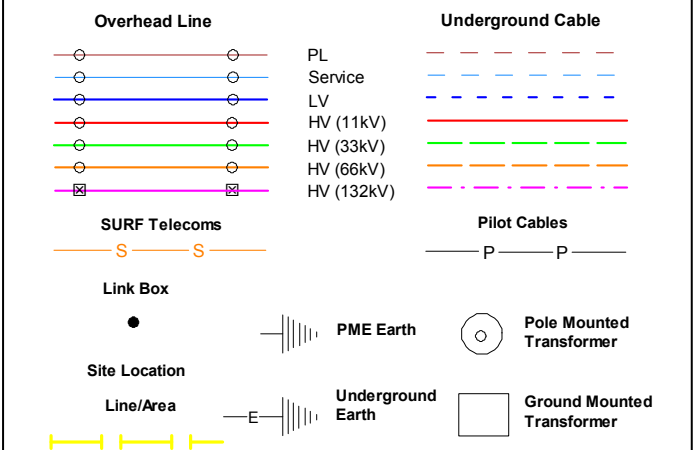 Overhead Line
Underground Cable
PL
Service
LV
HV (11kV)
HV (33kV)
HV (66kV)
HV (132kV)
SURF Telecoms
Pilot Cables
S S
P P
Link Box
PME Earth
Pole Mounted
Transformer
Site Location
Line/Area
E
Underground
Earth
Ground Mounted
Transformer